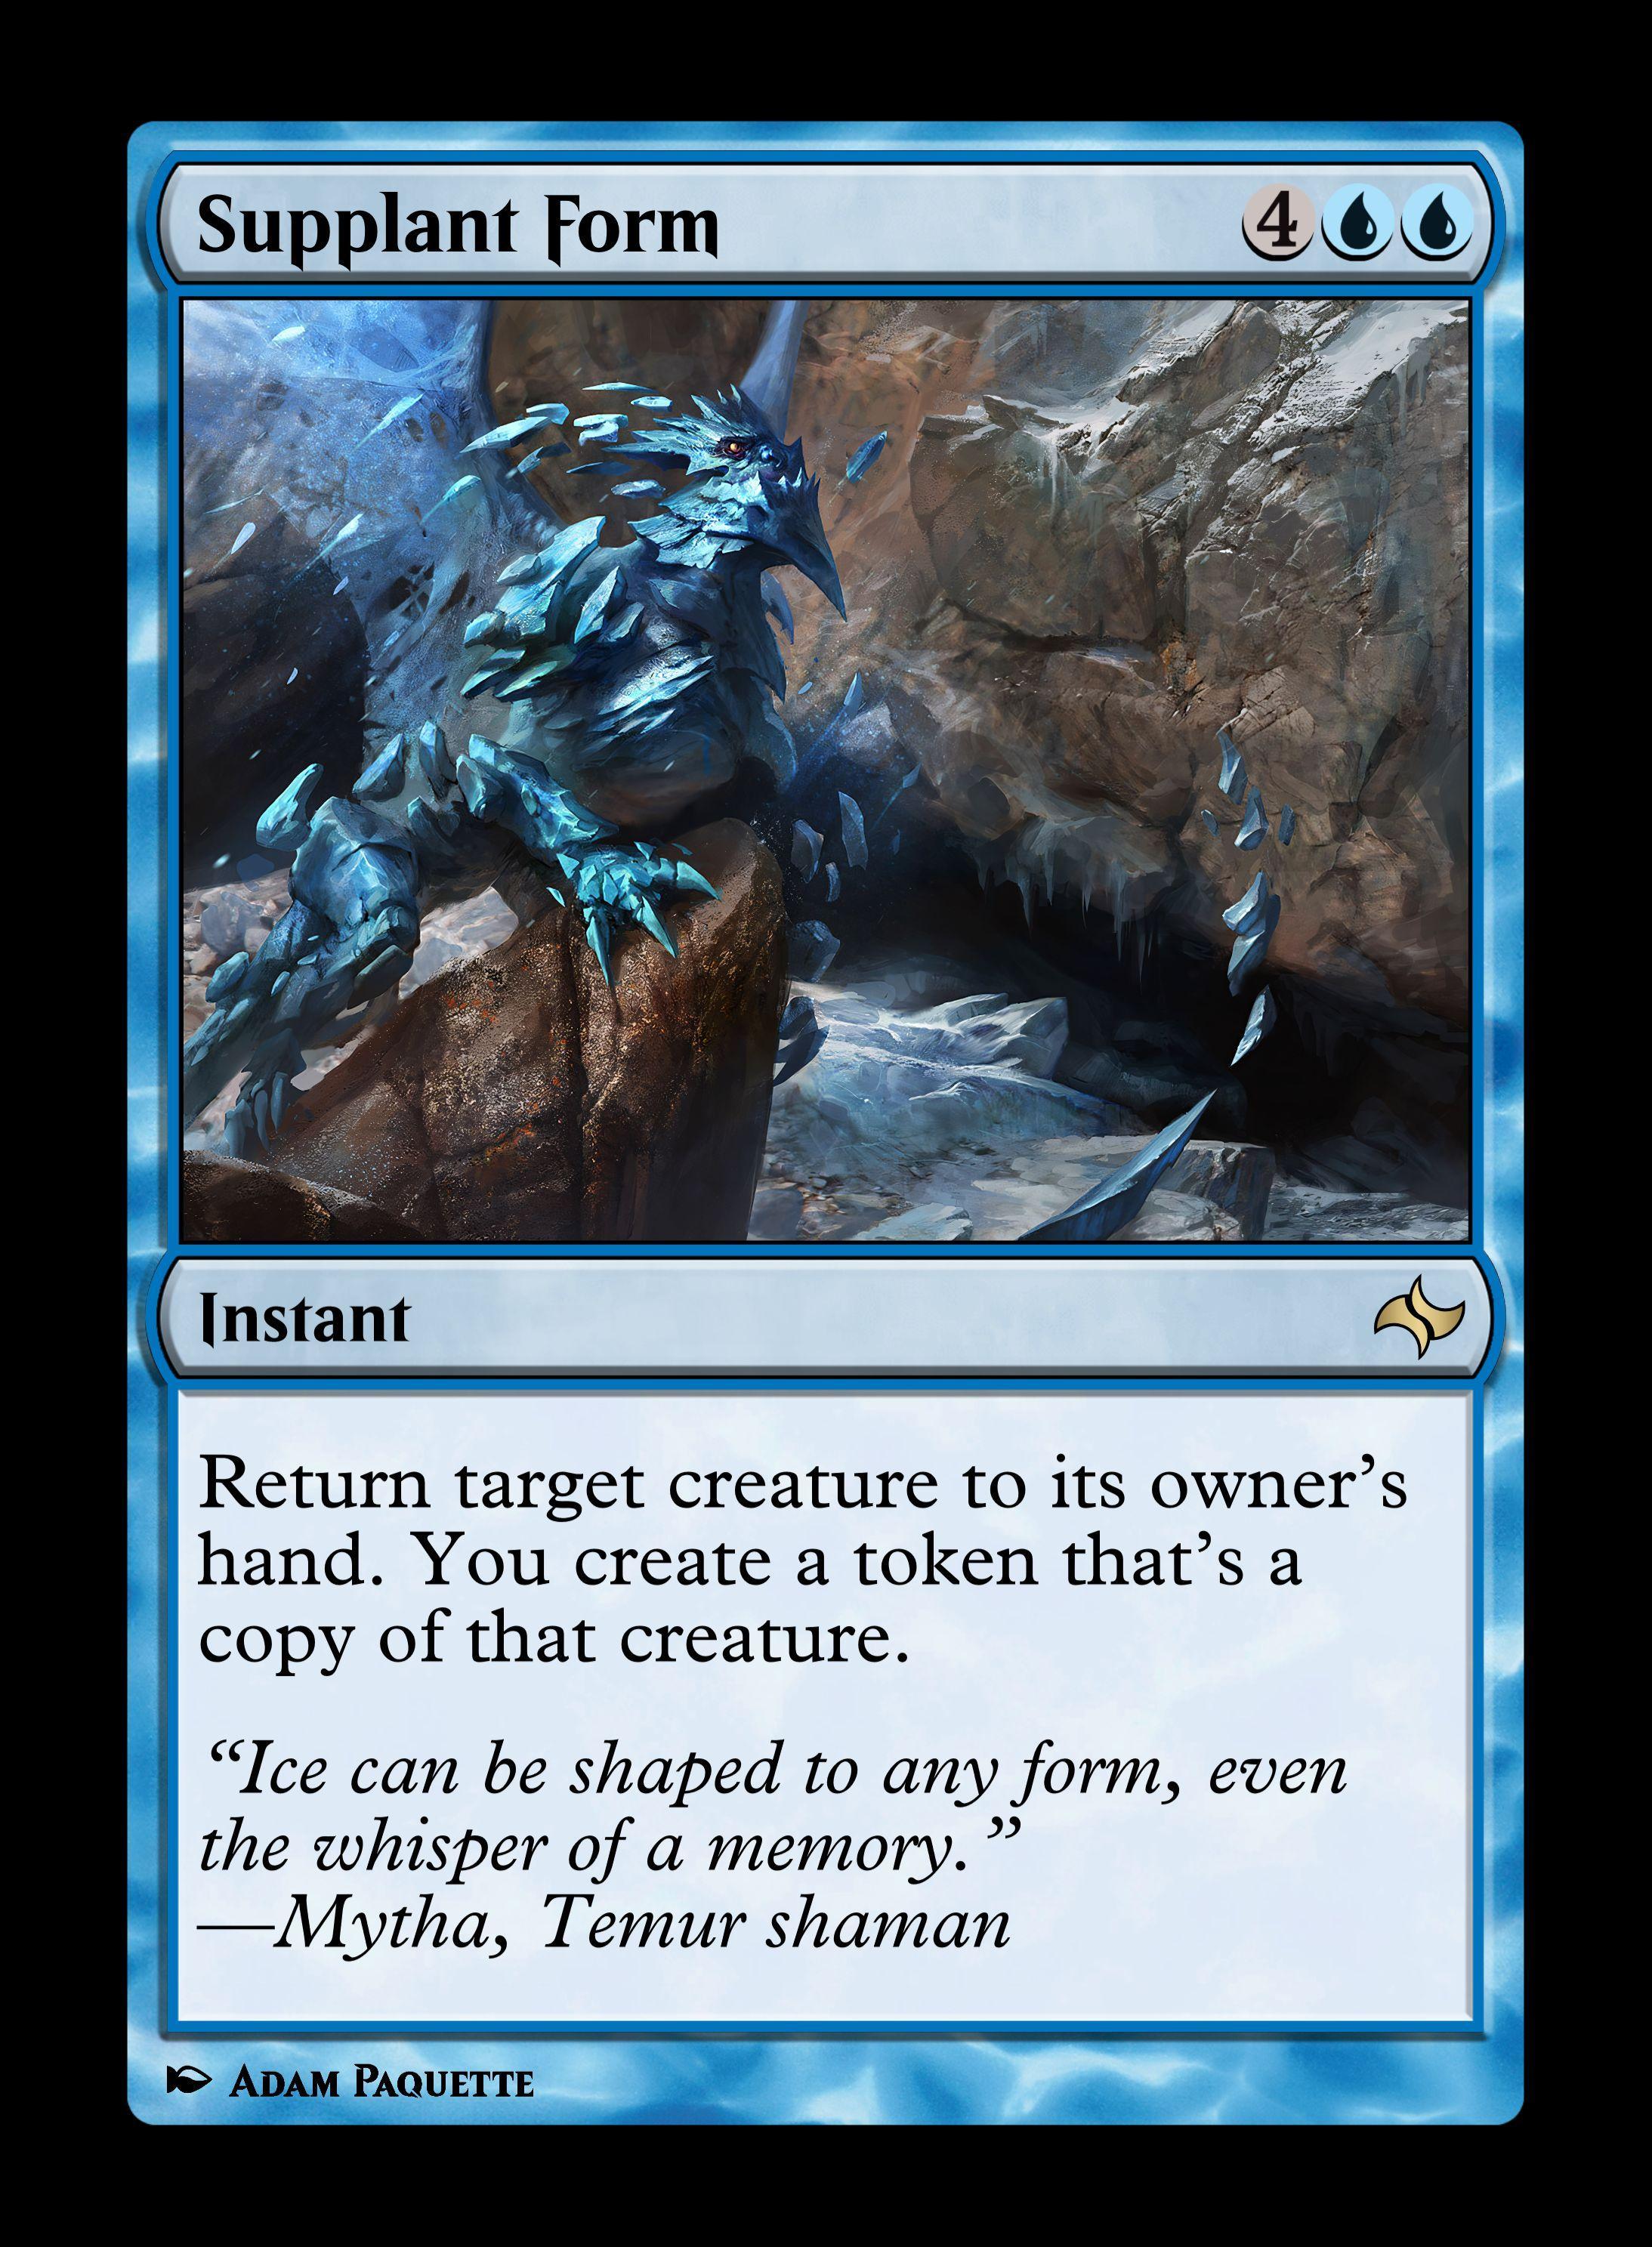 Supplant Form
4
Instant
Return target creature to its owner’s
hand. You create a token that’s a
copy of that creature.
“Ice can be shaped to any form, even
the whisper of a memory.”
—Mytha, Temur shaman
Adam Paquette